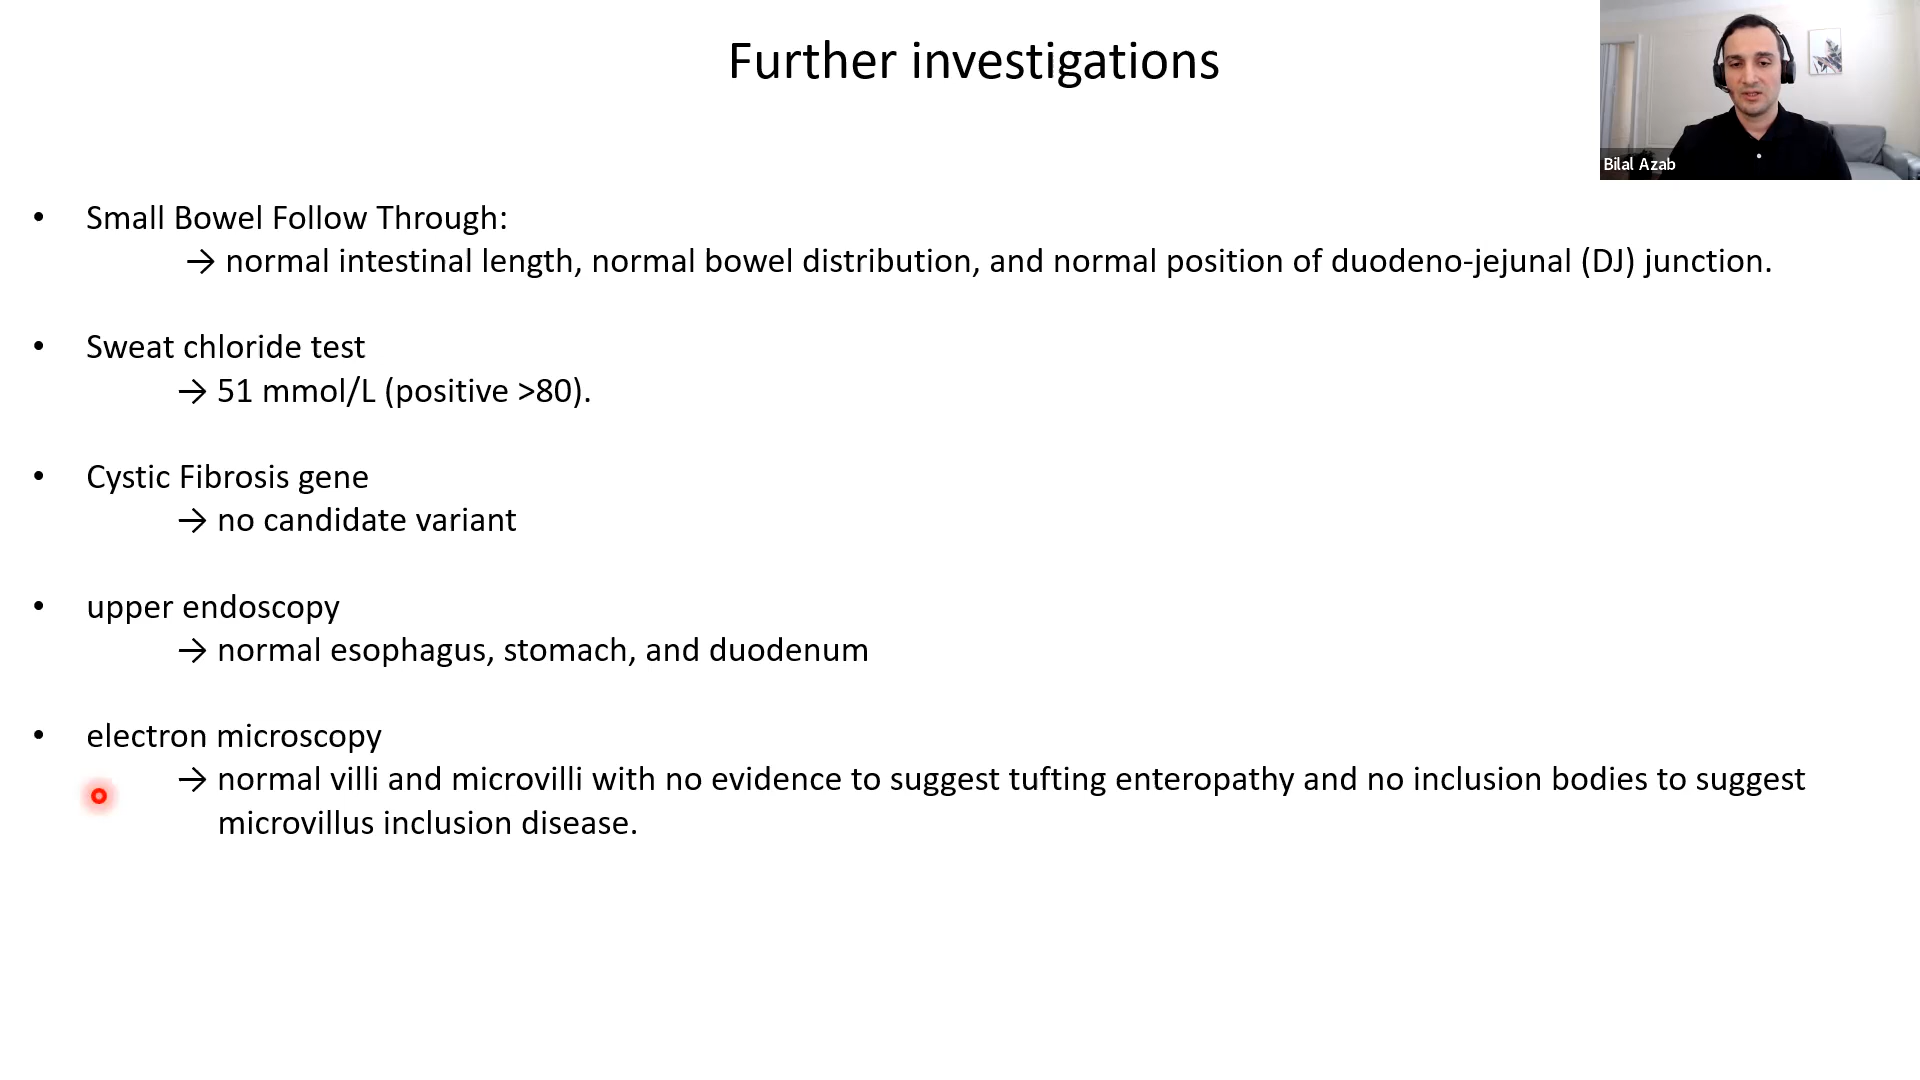 Further investigations
Bilal Azab
• Small Bowel Follow Through:
→ normal intestinal length, normal bowel distribution, and normal position of duodeno-jejunal (DJ) junction.
• Sweat chloride test
→ 51 mmol/L (positive >80).
• Cystic Fibrosis gene
→ no candidate variant
• upper endoscopy
→ normal esophagus, stomach, and duodenum
• electron microscopy
→ normal villi and microvilli with no evidence to suggest tufting enteropathy and no inclusion bodies to suggest
microvillus inclusion disease.